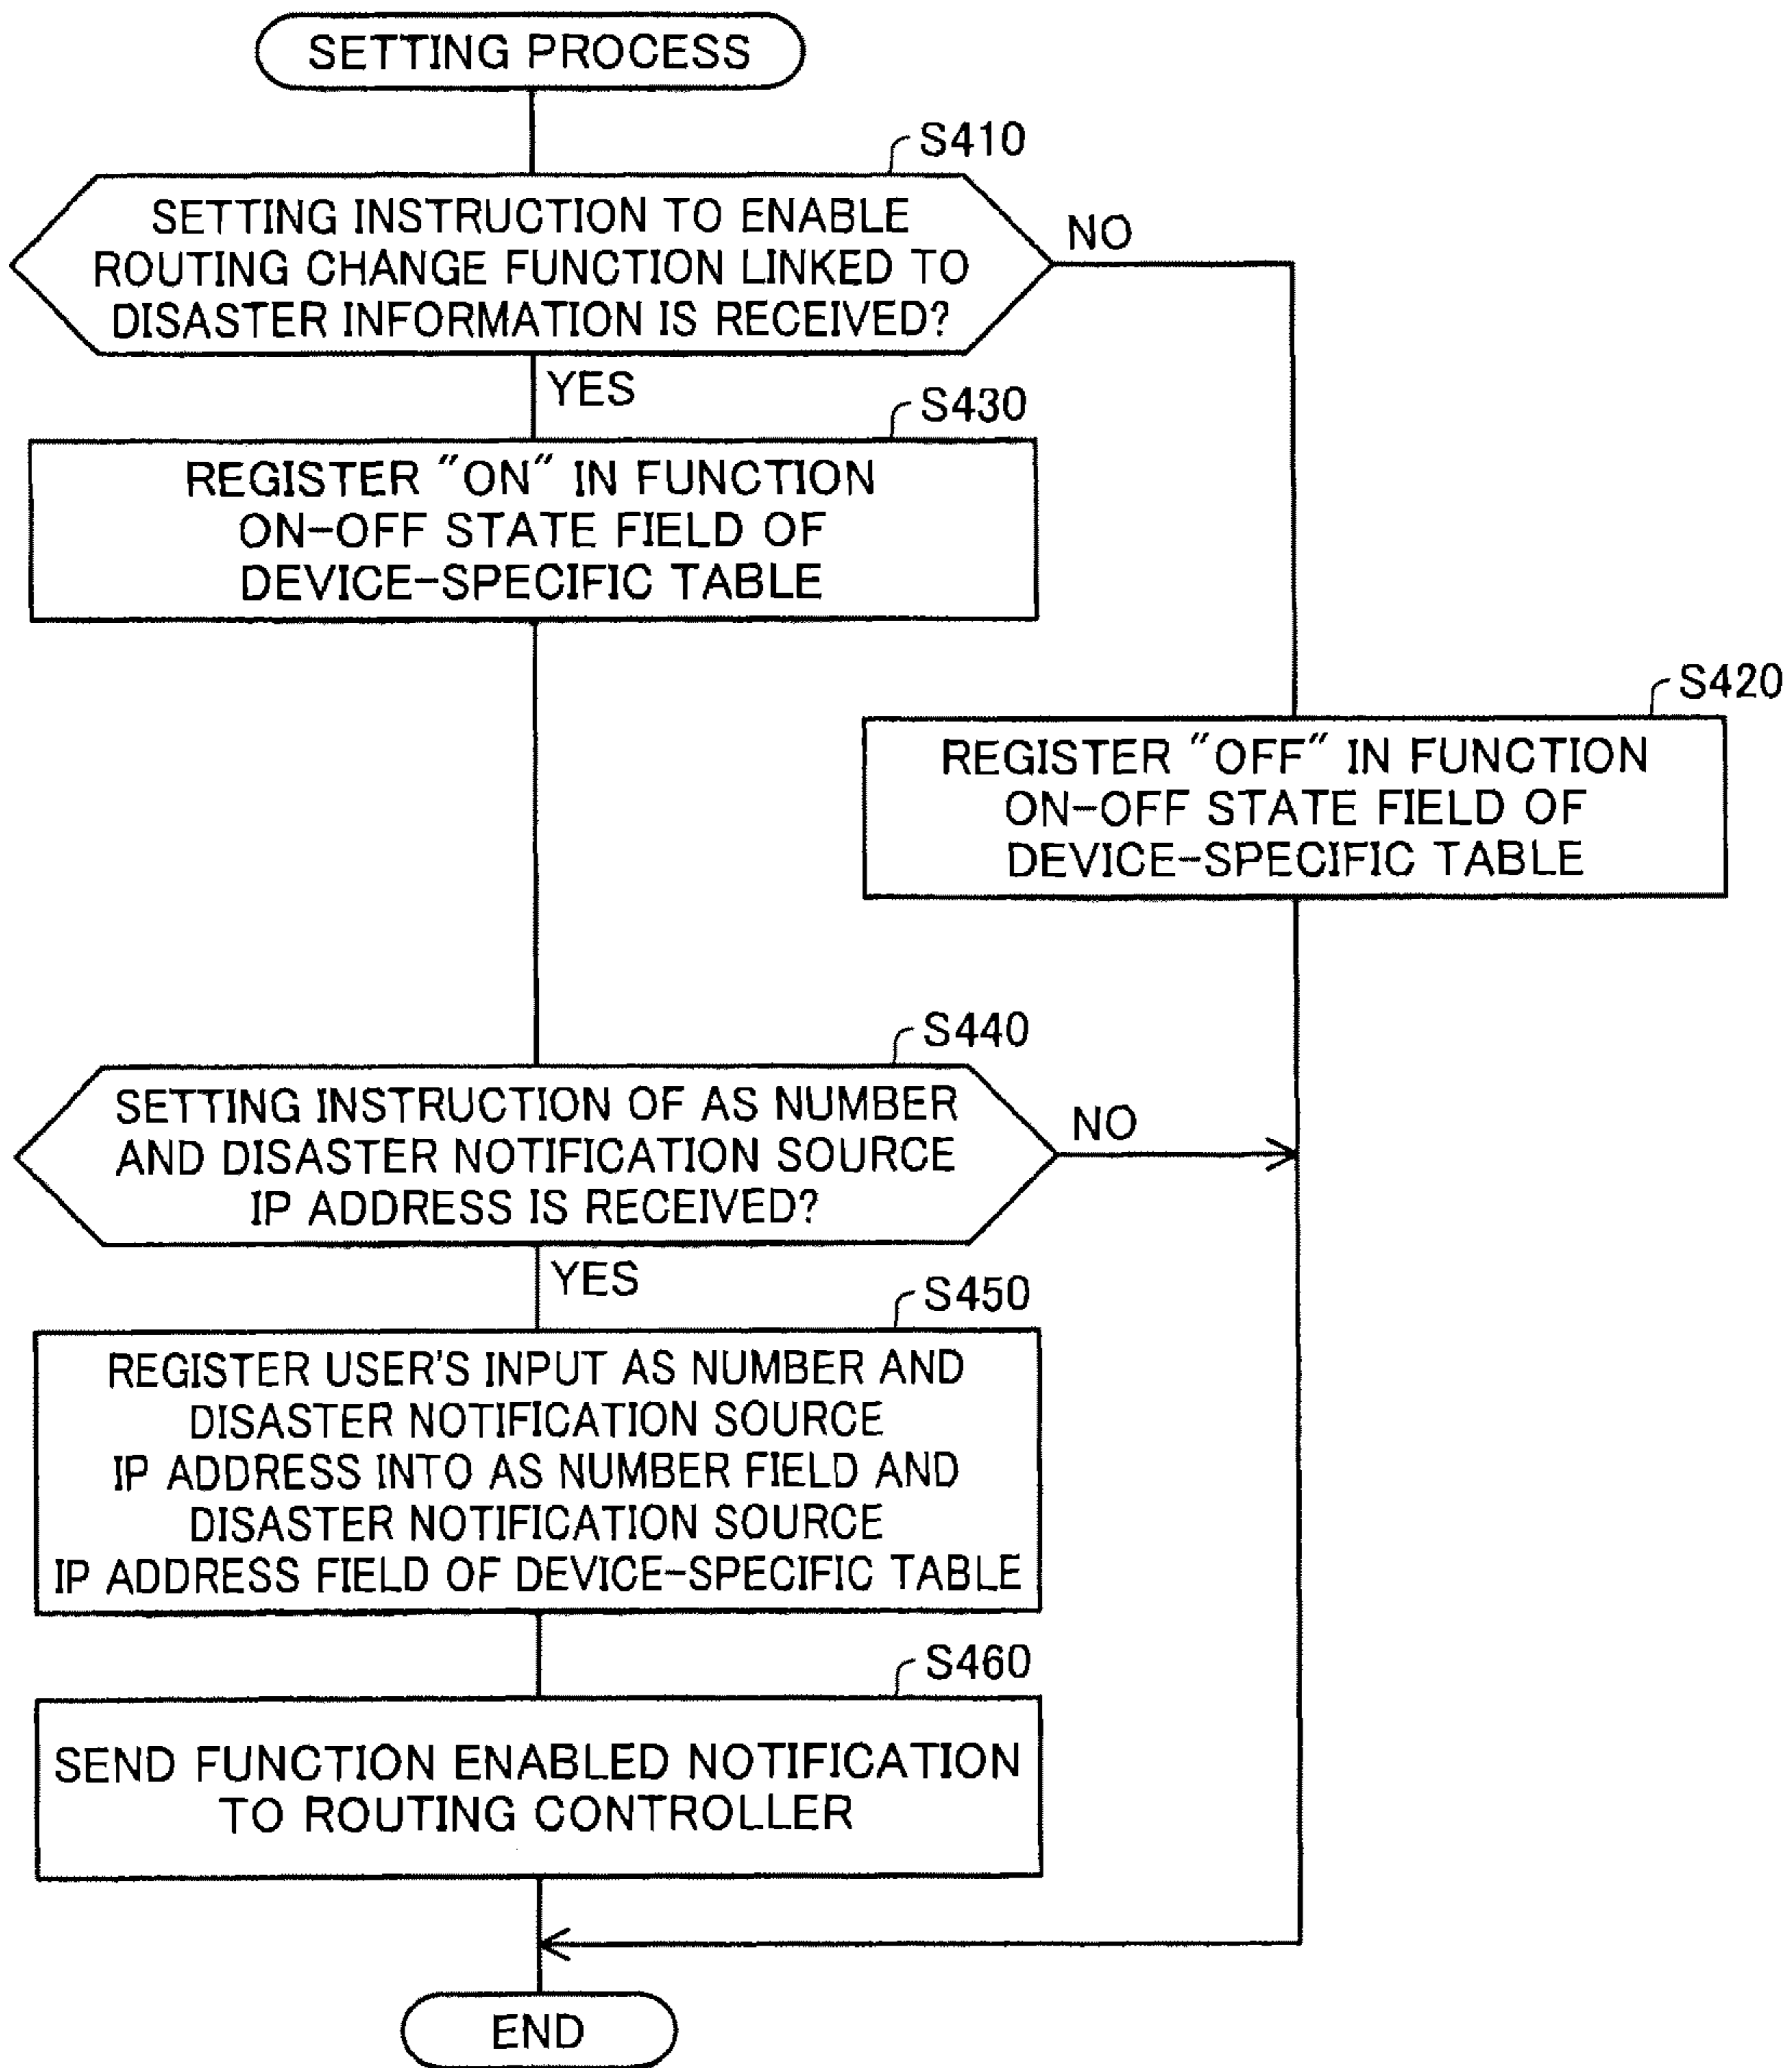 SETTING PROCESS
S410
SETTING INSTRUCTION TO ENABLE
ROUTING CHANGE FUNCTION LINKED TO
DISASTER INFORMATION IS RECEIVED?
NO
YES
S430
REGISTER "ON" IN FUNCTION
ON-OFF STATE FIELD OF
DEVICE-SPECIFIC TABLE
S420
REGISTER "OFF" IN FUNCTION
ON-OFF STATE FIELD OF
DEVICE-SPECIFIC TABLE
S440
SETTING INSTRUCTION OF AS NUMBER
AND DISASTER NOTIFICATION SOURCE
IP ADDRESS IS RECEIVED?
NO
YES
S450
REGISTER USER'S INPUT AS NUMBER AND
DISASTER NOTIFICATION SOURCE
IP ADDRESS INTO AS NUMBER FIELD AND
DISASTER NOTIFICATION SOURCE
IP ADDRESS FIELD OF DEVICE-SPECIFIC TABLE
S460
SEND FUNCTION ENABLED NOTIFICATION
TO ROUTING CONTROLLER
END